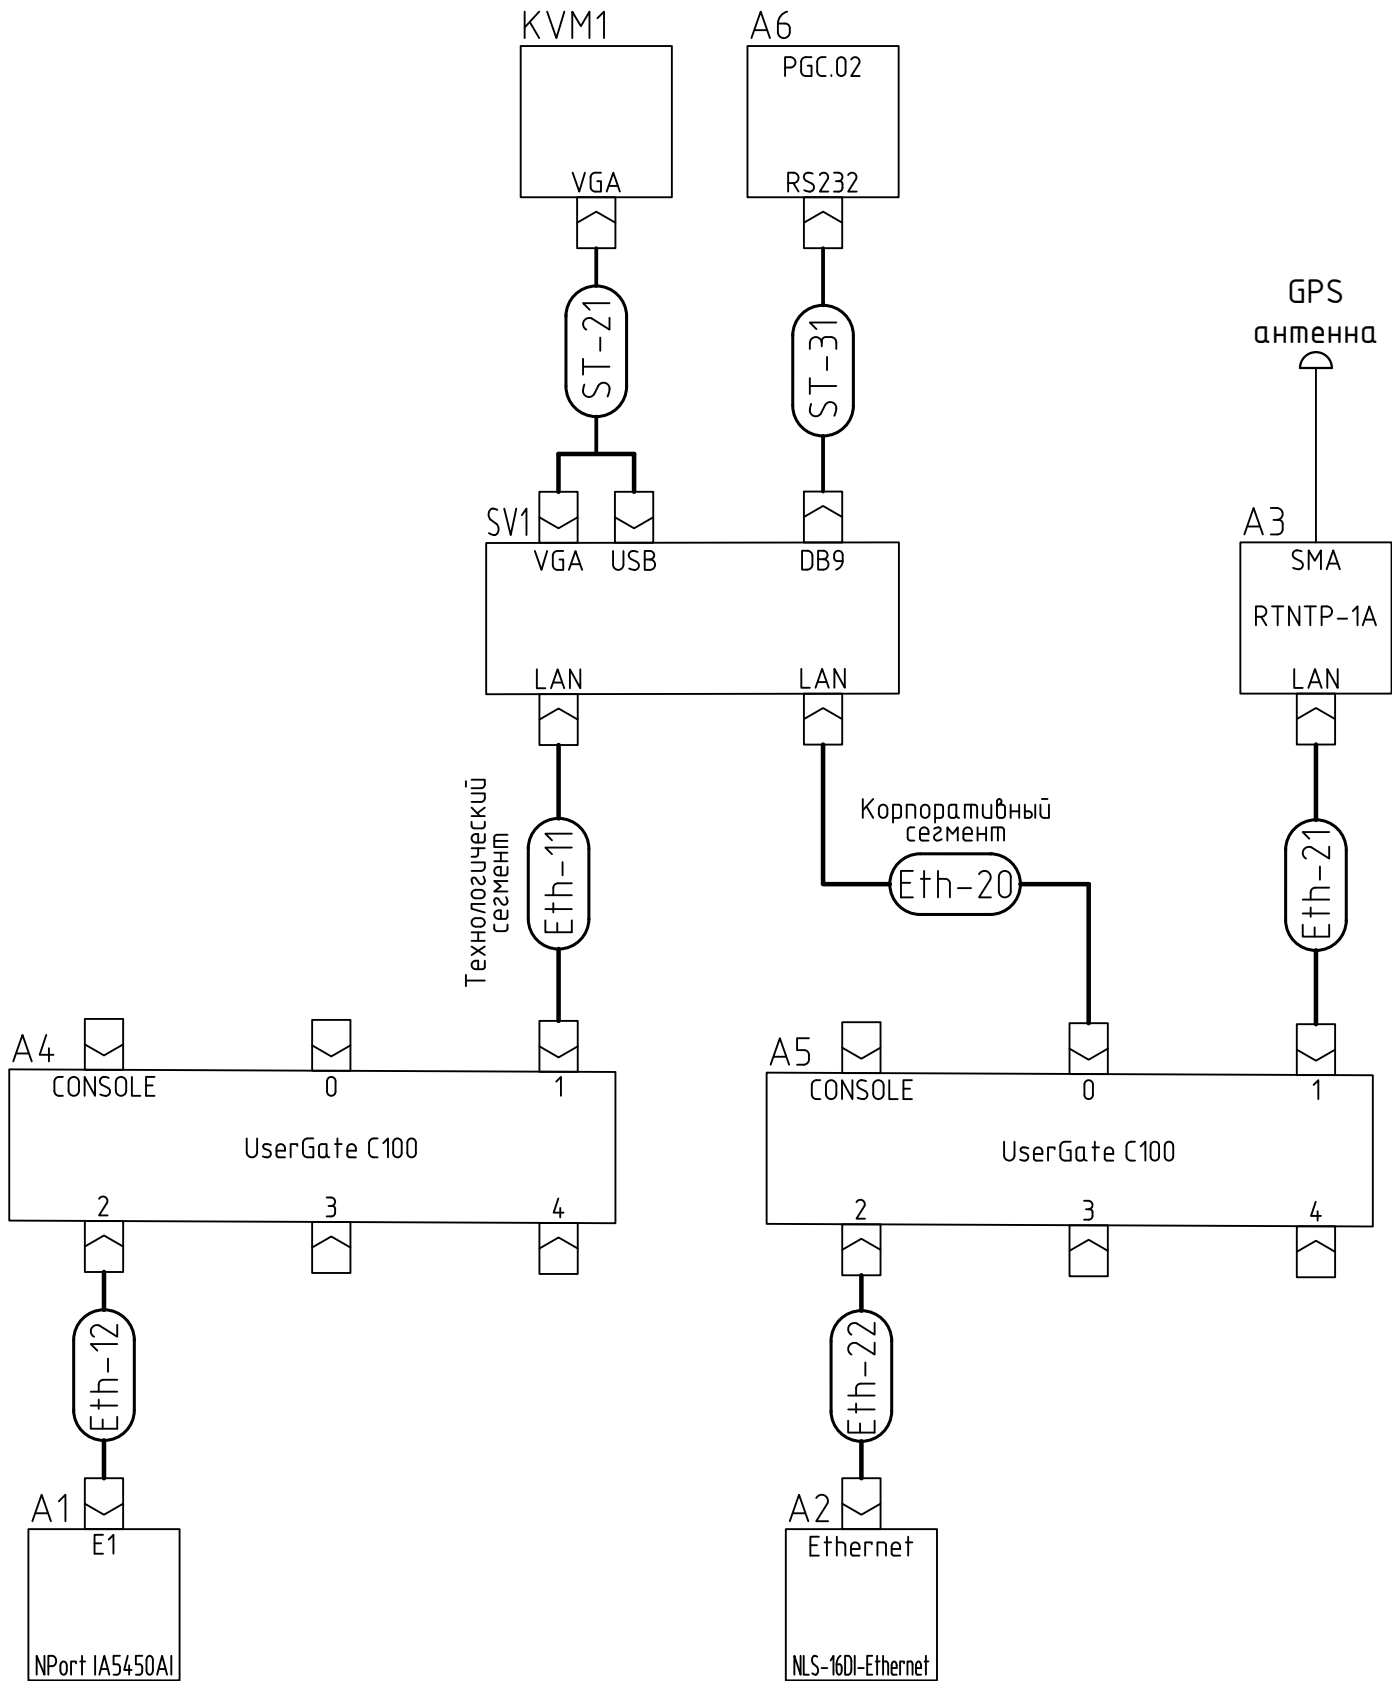 KVM1
A6
PGC.02
VGA
RS232
ST-21
ST-31
GPS
антенна
SV1
VGA
USB
DB9
A3
SMA
RTNTP-1A
LAN
LAN
LAN
Технологический
сегмент
Eth-11
Корпоративный
сегмент
Eth-20
Eth-21
A4
CONSOLE
0
1
UserGate C100
2
3
4
A5
CONSOLE
0
1
UserGate C100
2
3
4
Eth-12
Eth-22
A1
E1
NPort IA5450AI
A2
Ethernet
NLS-16DI-Ethernet